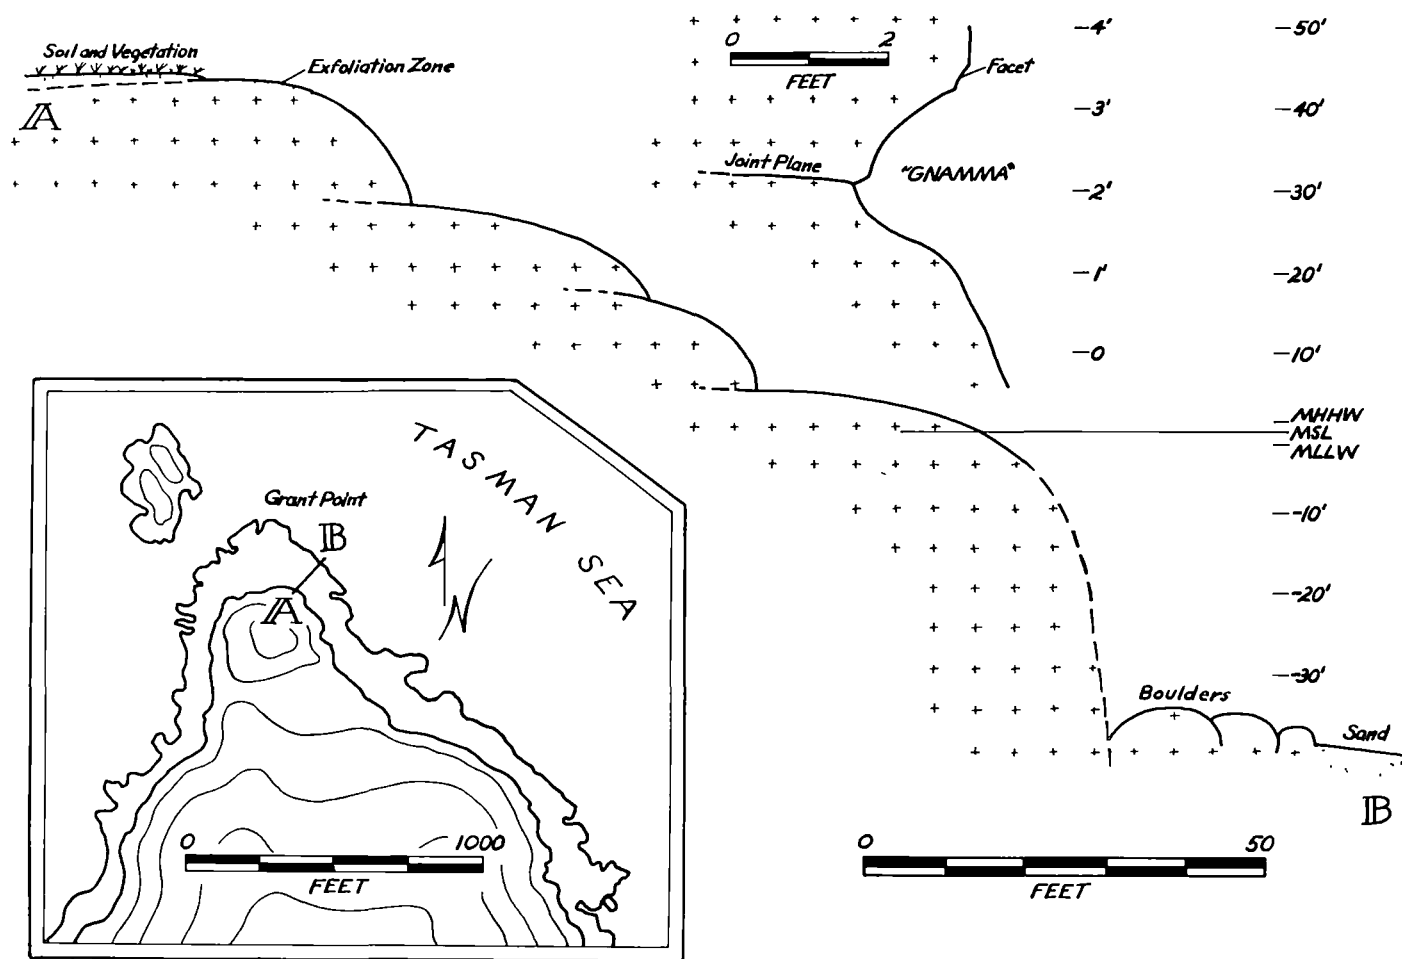 Soil and Vegetation
Exfoliation Zone
A
0 2
FEET
Facet
Joint Plane
"GNAMMA"
-4'
-3'
-2'
-1'
-0
-50'
-40'
-30'
-20'
-10'
MHHW
MSL
MLLW
--10'
--20'
--30'
Boulders
Sand
B
0 50
FEET
TASMAN SEA
Grant Point
B
A
N
0 1000
FEET